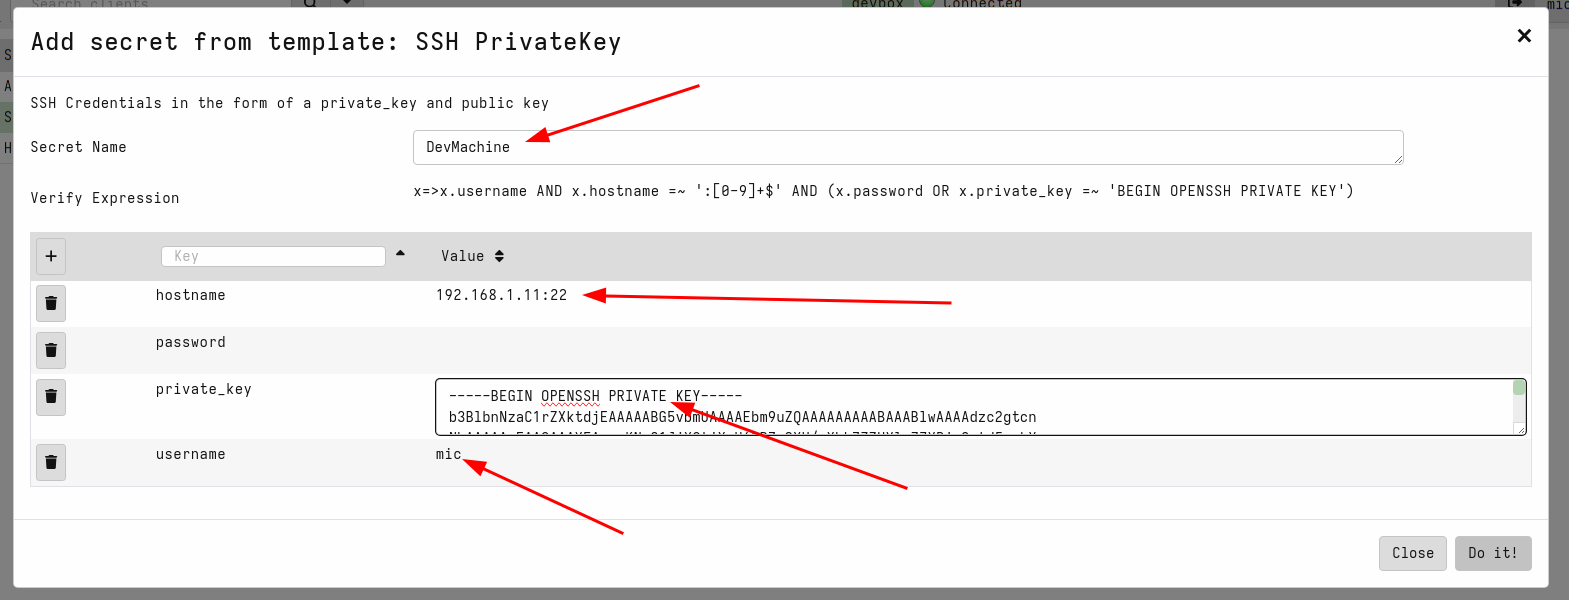 Search clients
devbox
Connected
mic
Add secret from template: SSH PrivateKey
SSH Credentials in the form of a private_key and public key
Secret Name
DevMachine
Verify Expression
x=>x.username AND x.hostname =~ ':[0-9]+$' AND (x.password OR x.private_key =~ 'BEGIN OPENSSH PRIVATE KEY')
+ Key Value
hostname 192.168.1.11:22
password
private_key
-----BEGIN OPENSSH PRIVATE KEY-----
username mic
Close Do it!